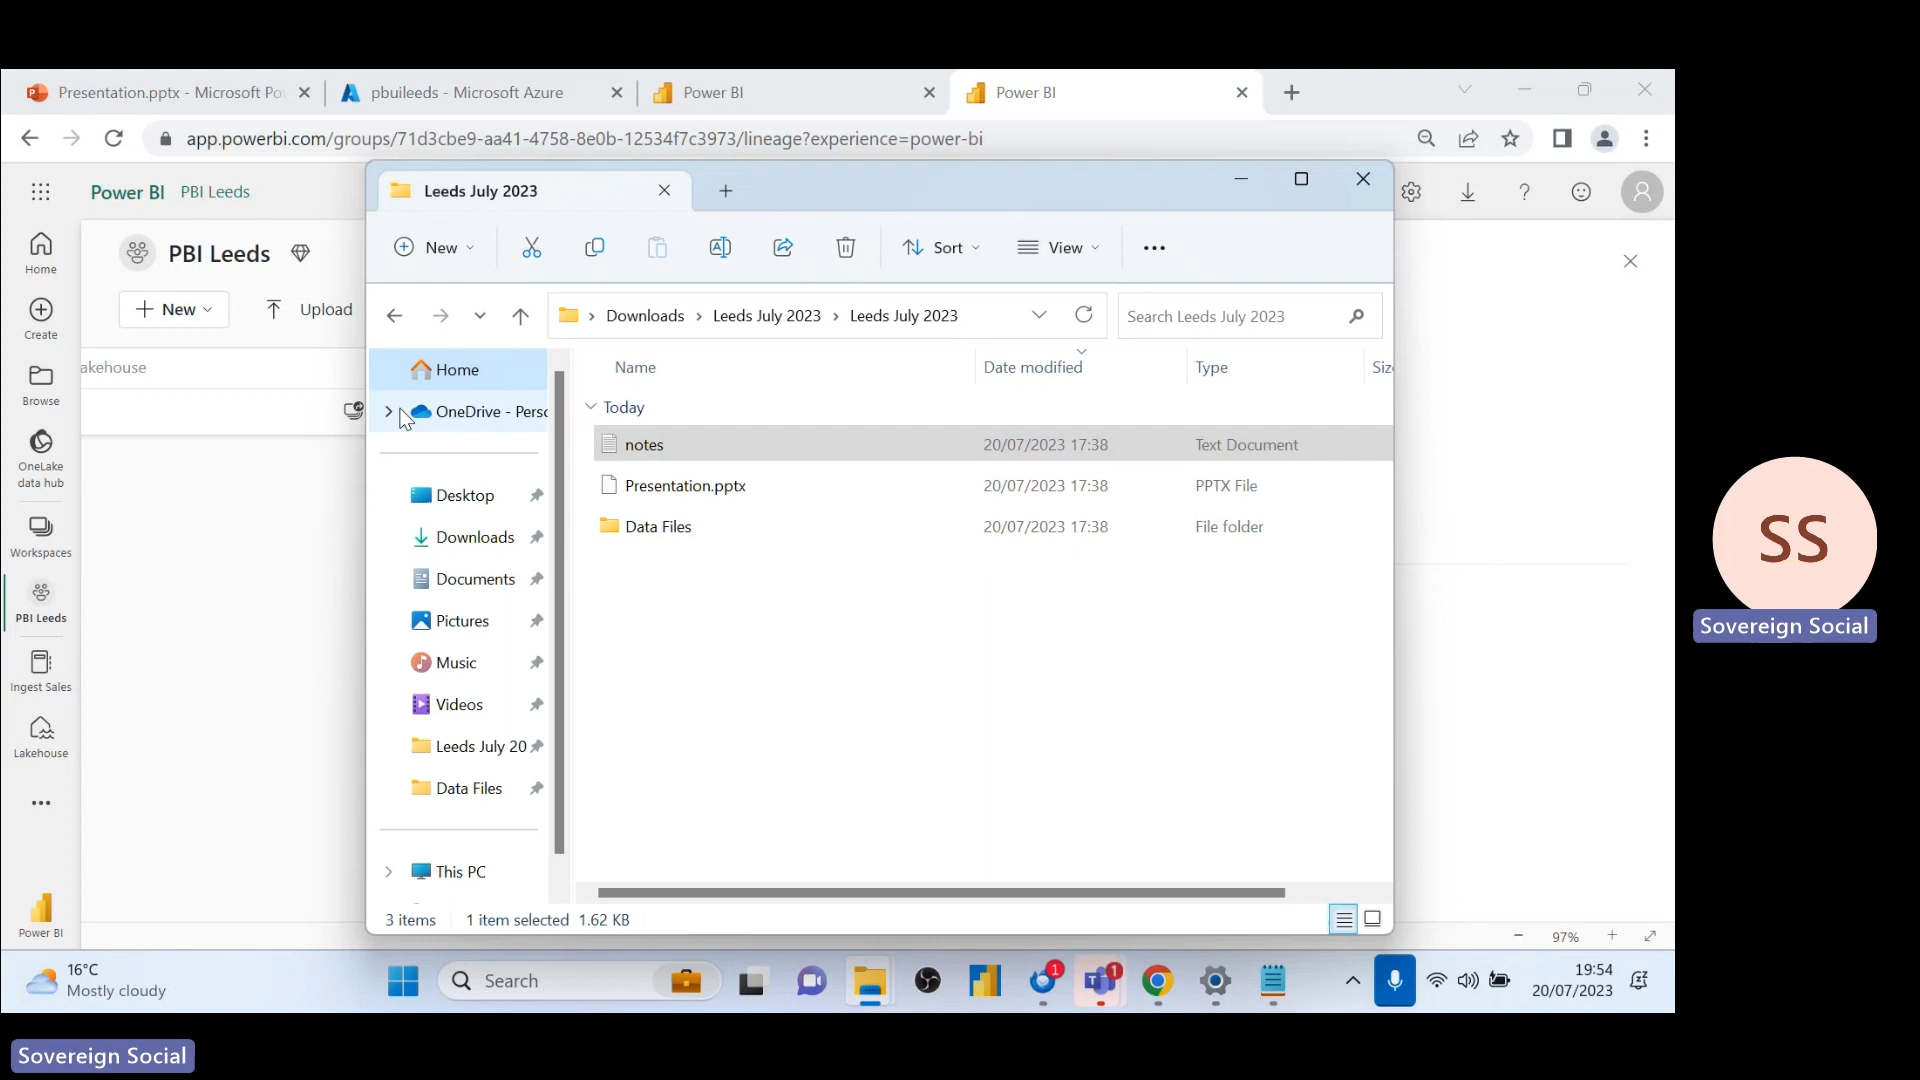 Presentation.pptx - Microsoft Po
pbuileeds - Microsoft Azure
Power BI
Power BI
app.powerbi.com/groups/71d3cbe9-aa41-4758-8e0b-12534f7c3973/lineage?experience=power-bi
Power BI PBI Leeds
Leeds July 2023
PBI Leeds
New
Upload
akehouse
Home
Create
Browse
OneLake
data hub
Workspaces
PBI Leeds
Ingest Sales
Lakehouse
Power BI
New
Sort
View
Downloads > Leeds July 2023 > Leeds July 2023
Search Leeds July 2023
Home
OneDrive - Perso
Desktop
Downloads
Documents
Pictures
Music
Videos
Leeds July 20
Data Files
This PC
Name Date modified Type Siz
Today
notes 20/07/2023 17:38 Text Document
Presentation.pptx 20/07/2023 17:38 PPTX File
Data Files 20/07/2023 17:38 File folder
3 items 1 item selected 1.62 KB
97%
16°C
Mostly cloudy
Search
1
1
19:54
20/07/2023
SS
Sovereign Social
Sovereign Social